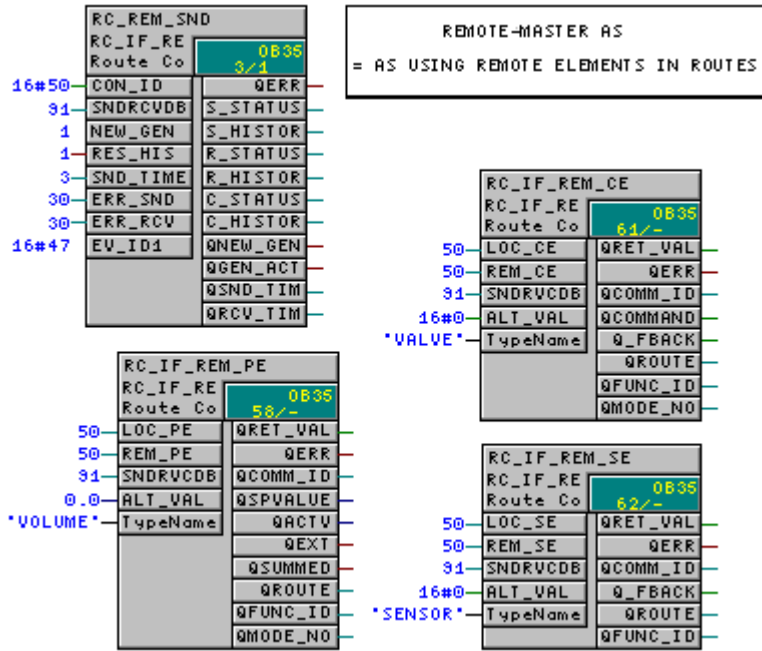 RC_REM_SND
RC_IF_RE
Route Co
OB35
3/1
16#50 CON_ID QERR
91 SNDRCVDB S_STATUS
1 NEW_GEN S_HISTOR
1 RES_HIS R_STATUS
3 SND_TIME R_HISTOR
30 ERR_SND C_STATUS
30 ERR_RCV C_HISTOR
16#47 EV_ID1 QNEW_GEN
QGEN_ACT
QSND_TIM
QRCV_TIM
REMOTE-MASTER AS
= AS USING REMOTE ELEMENTS IN ROUTES
RC_IF_REM_CE
RC_IF_RE
Route Co
OB35
61/-
50 LOC_CE QRET_VAL
50 REM_CE QERR
91 SNDRVCDB QCOMM_ID
16#0 ALT_VAL QCOMMAND
"VALVE" TypeName Q_FBACK
QROUTE
QFUNC_ID
QMODE_NO
RC_IF_REM_PE
RC_IF_RE
Route Co
OB35
58/-
50 LOC_PE QRET_VAL
50 REM_PE QERR
91 SNDRVCDB QCOMM_ID
0.0 ALT_VAL QSPVALUE
"VOLUME" TypeName QACTV
QEXT
QSUMMED
QROUTE
QFUNC_ID
QMODE_NO
RC_IF_REM_SE
RC_IF_RE
Route Co
OB35
62/-
50 LOC_SE QRET_VAL
50 REM_SE QERR
91 SNDRVCDB QCOMM_ID
16#0 ALT_VAL Q_FBACK
"SENSOR" TypeName QROUTE
QFUNC_ID